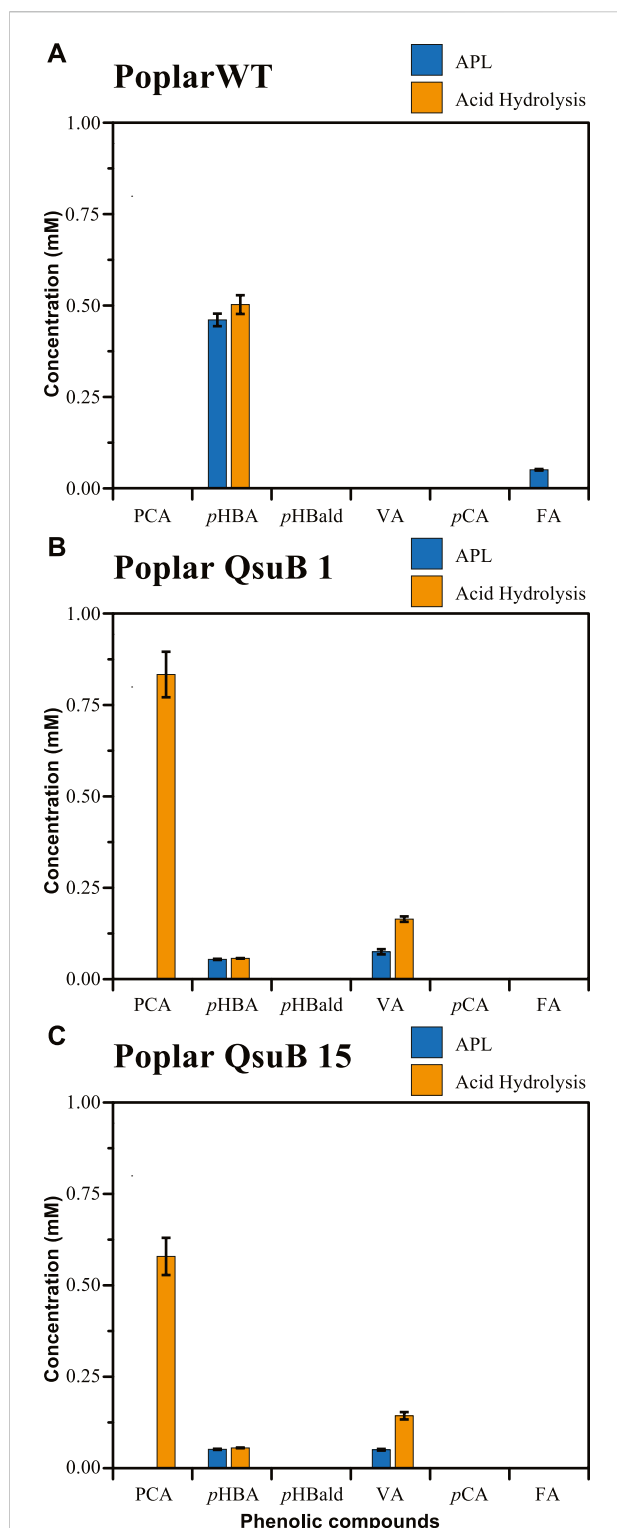 A
PoplarWT
APL
Acid Hydrolysis
1.00
0.75
0.50
0.25
0.00
Concentration (mM)
PCA pHBA pHBald VA pCA FA
B
Poplar QsuB 1
APL
Acid Hydrolysis
1.00
0.75
0.50
0.25
0.00
Concentration (mM)
PCA pHBA pHBald VA pCA FA
C
Poplar QsuB 15
APL
Acid Hydrolysis
1.00
0.75
0.50
0.25
0.00
Concentration (mM)
PCA pHBA pHBald VA pCA FA
Phenolic compounds